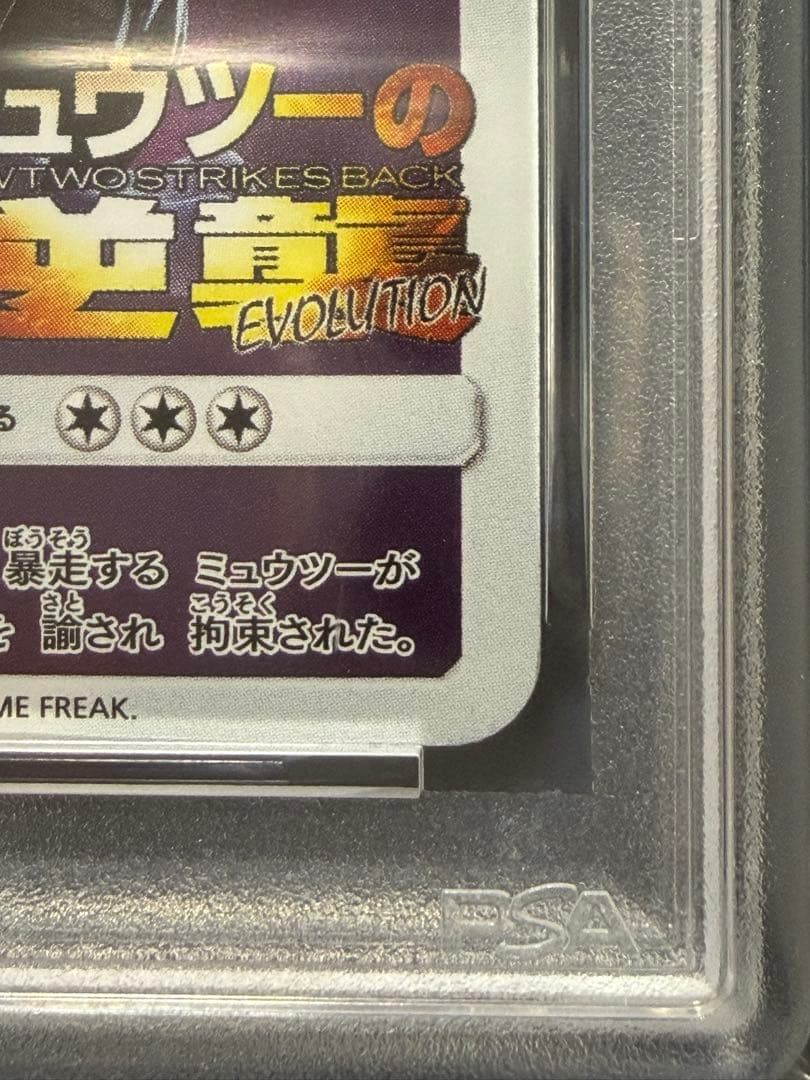 ュウツーの
WTWO STRIKES BACK
逆襲
EVOLUTION
る
ぼうそう
暴走する ミュウツーが
さと こうそく
を 諭され 拘束された。
ME FREAK.
PSA